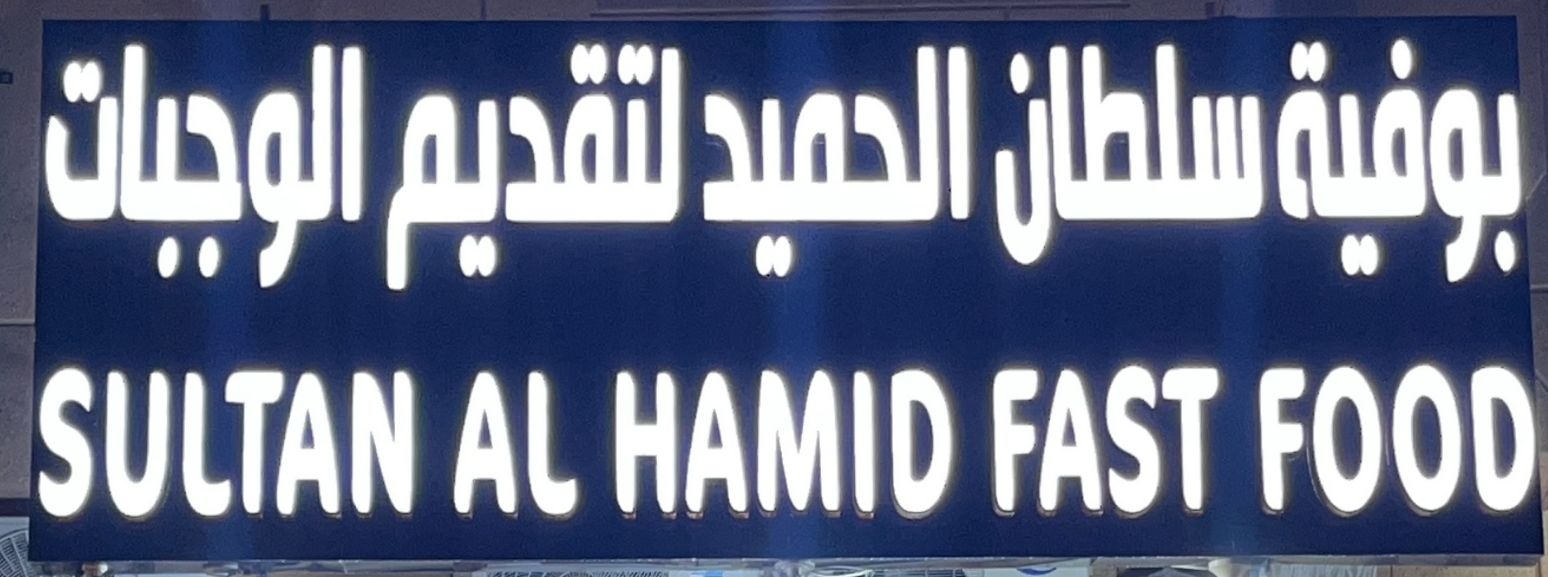 بوفية سلطان الحميد لتقديم الوجبات
SULTAN AL HAMID FAST FOOD